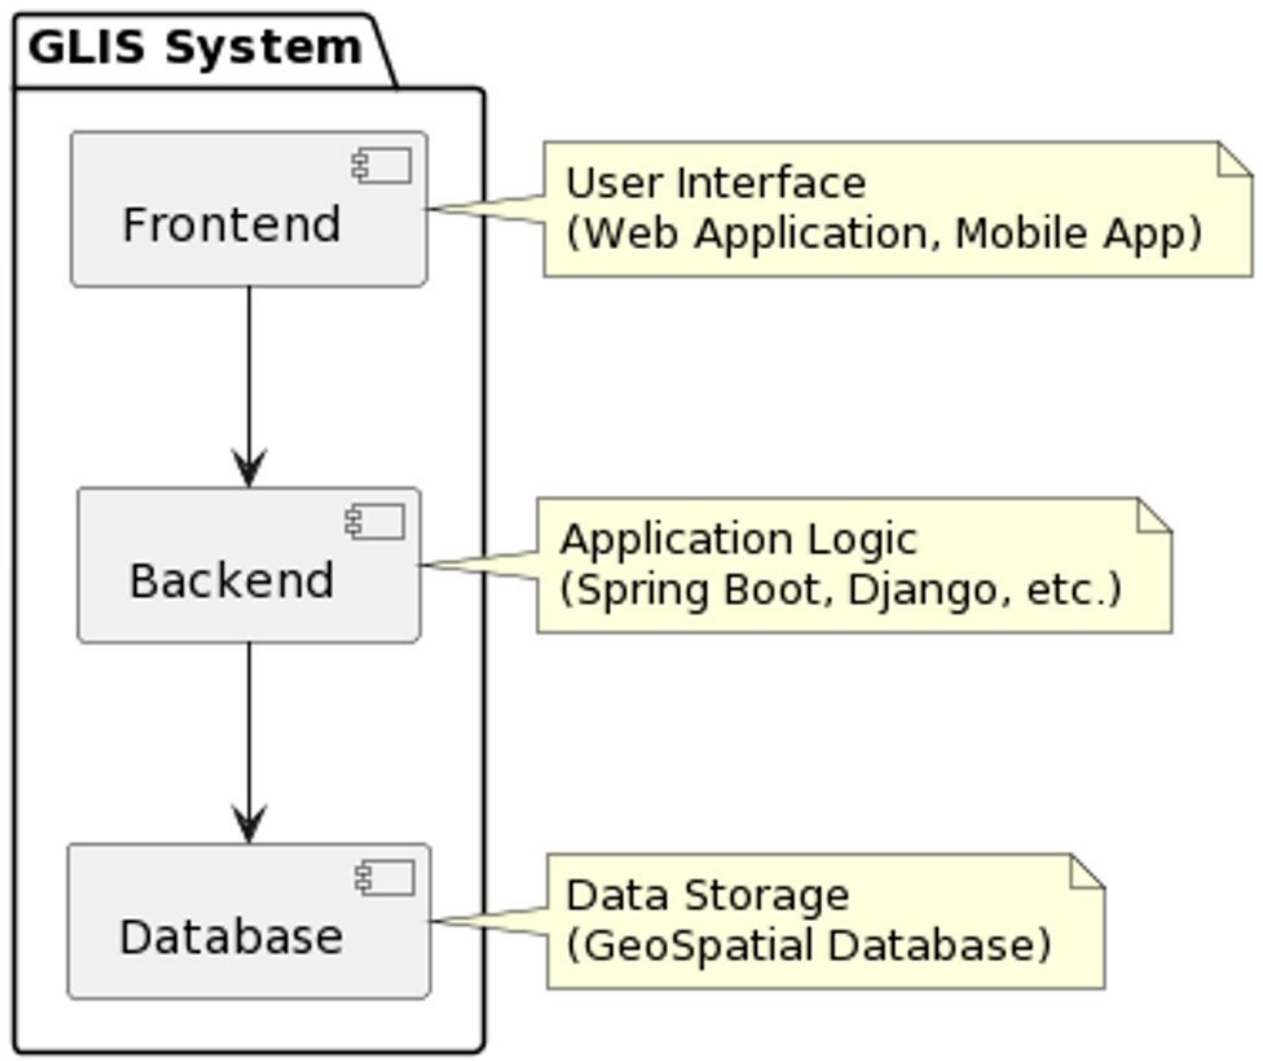 GLIS System
Frontend
User Interface
(Web Application, Mobile App)
Backend
Application Logic
(Spring Boot, Django, etc.)
Database
Data Storage
(GeoSpatial Database)